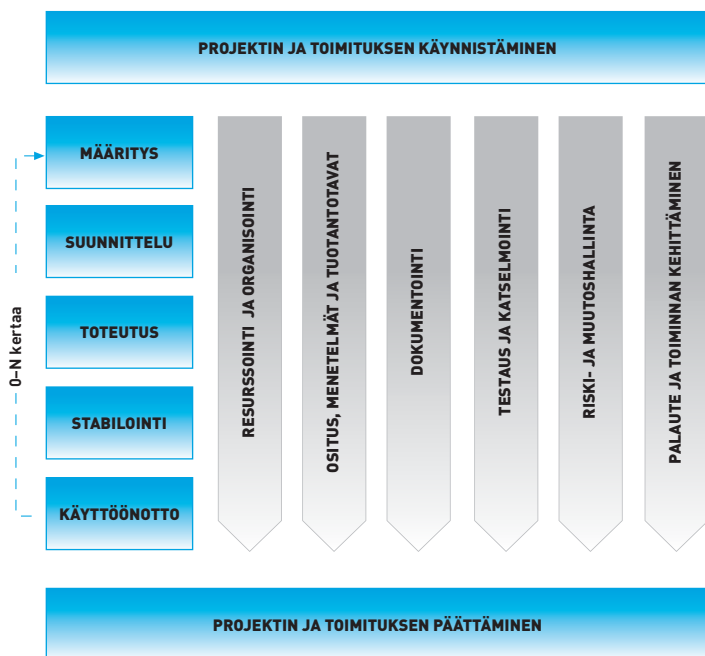 PROJEKTIN JA TOIMITUKSEN KÄYNNISTÄMINEN
MÄÄRITYS
SUUNNITTELU
TOTEUTUS
STABILOINTI
KÄYTTÖÖNOTTO
0–N kertaa
RESURSSOINTI JA ORGANISOINTI
OSITUS, MENETELMÄT JA TUOTANTOTAVAT
DOKUMENTOINTI
TESTAUS JA KATSELMOINTI
RISKI- JA MUUTOSHALLINTA
PALAUTE JA TOIMINNAN KEHITTÄMINEN
PROJEKTIN JA TOIMITUKSEN PÄÄTTÄMINEN